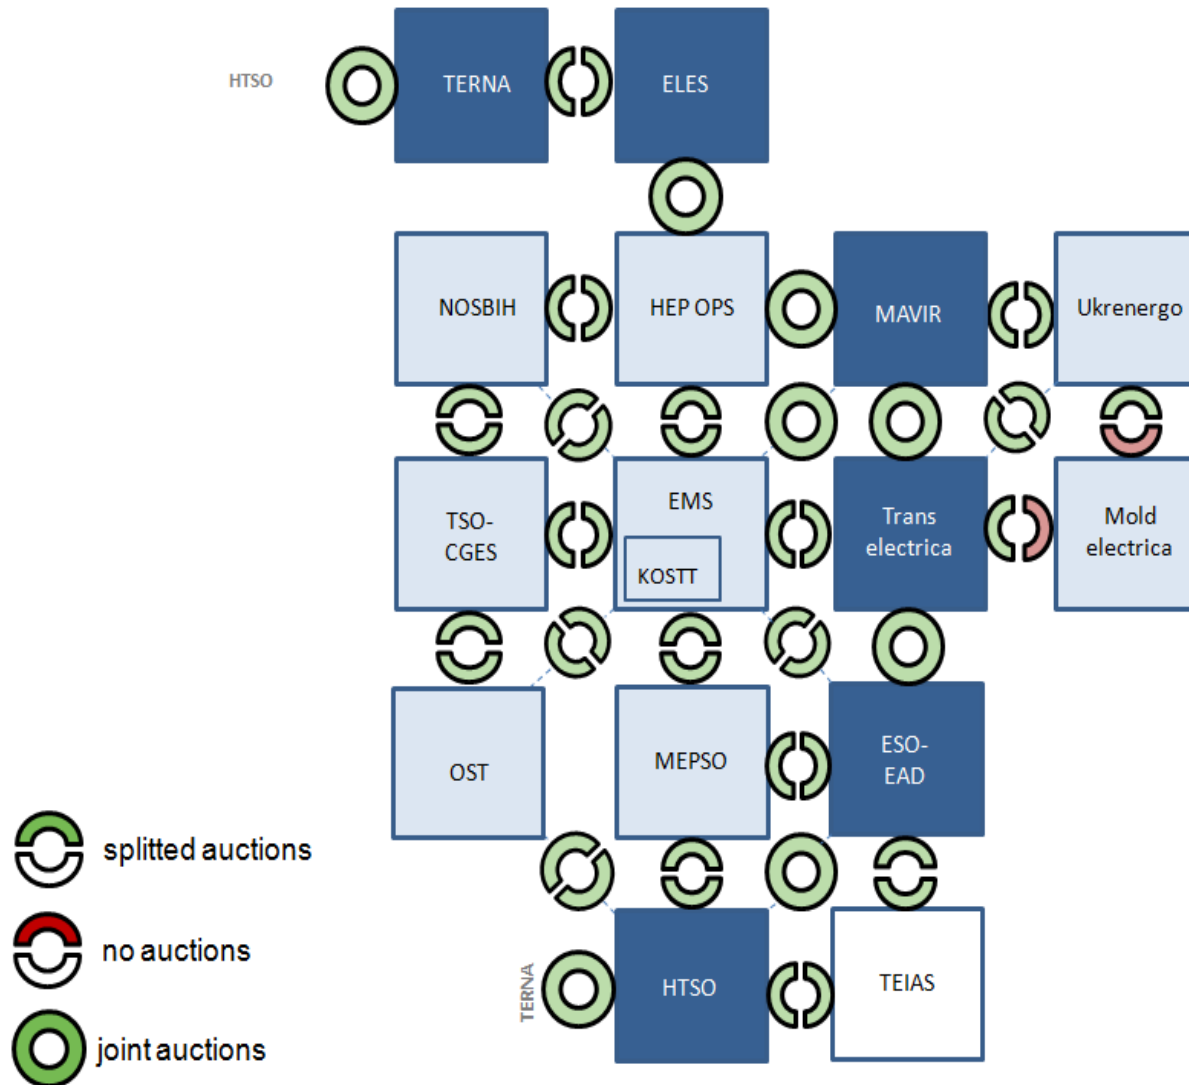 HTSO
TERNA
ELES
NOSBIH
HEP OPS
MAVIR
Ukrenergo
TSO-
CGES
EMS
KOSTT
Trans
electrica
Mold
electrica
OST
MEPSO
ESO-
EAD
splitted auctions
no auctions
TERNA
HTSO
TEIAS
joint auctions